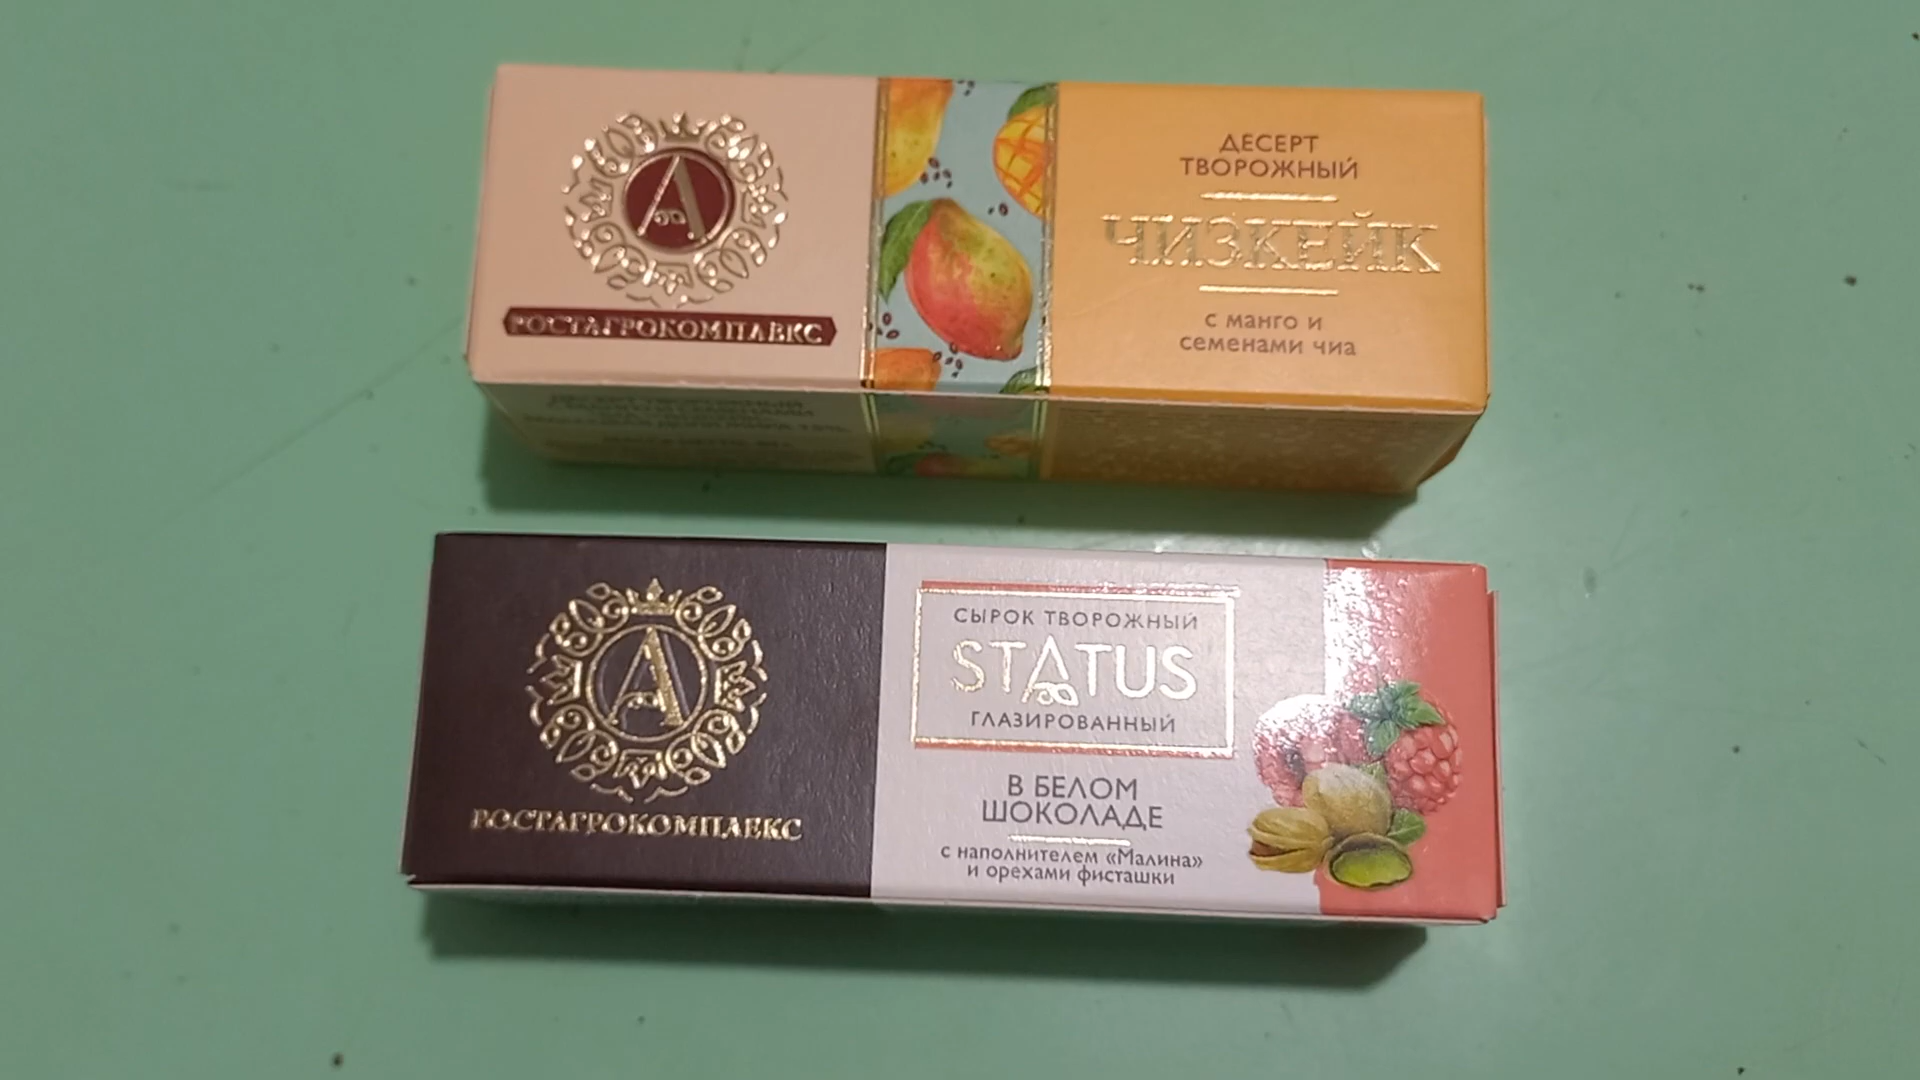 А
РОСТАГРОКОМПЛЕКС
ДЕСЕРТ
ТВОРОЖНЫЙ
ЧИЗКЕЙК
с манго и
семенами чиа
А
РОСТАГРОКОМПЛЕКС
СЫРОК ТВОРОЖНЫЙ
STATUS
ГЛАЗИРОВАННЫЙ
В БЕЛОМ
ШОКОЛАДЕ
с наполнителем «Малина»
и орехами фисташки